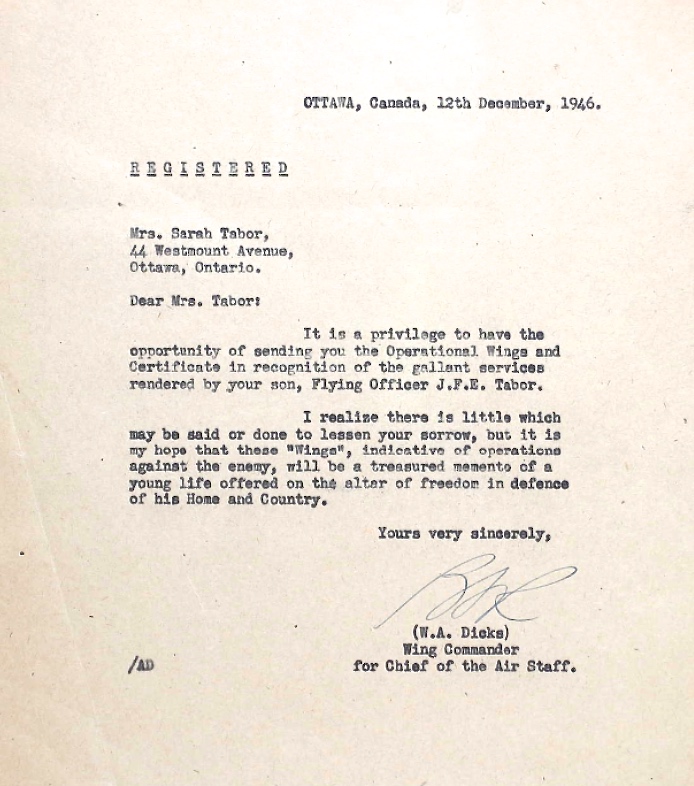 OTTAWA, Canada, 12th December, 1946.
R E G I S T E R E D
Mrs. Sarah Tabor,
44 Westmount Avenue,
Ottawa, Ontario.
Dear Mrs. Tabor:
It is a privilege to have the
opportunity of sending you the Operational Wings and
Certificate in recognition of the gallant services
rendered by your son, Flying Officer J.F.E. Tabor.
I realize there is little which
may be said or done to lessen your sorrow, but it is
my hope that these "Wings", indicative of operations
against the enemy, will be a treasured memento of a
young life offered on the alter of freedom in defence
of his Home and Country.
Yours very sincerely,
(W.A. Dicks)
Wing Commander
for Chief of the Air Staff.
/AD